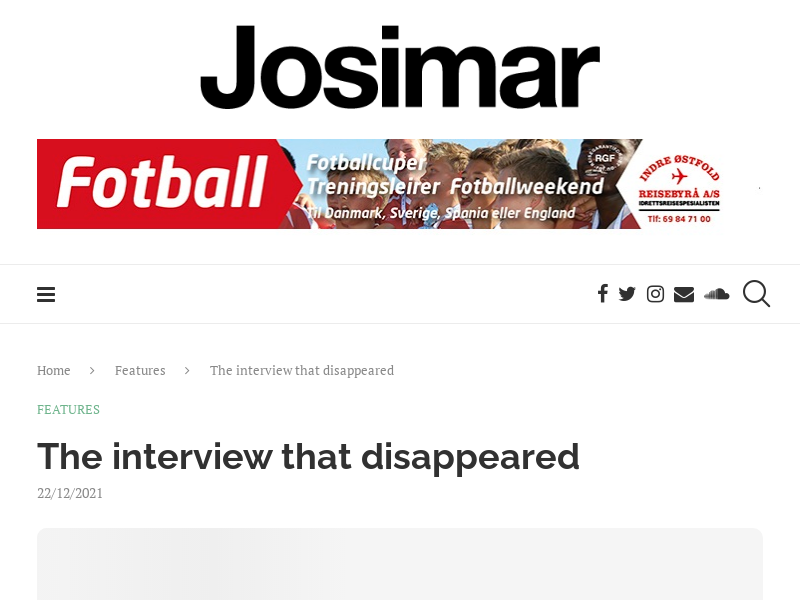 Josimar
Fotball
Fotballcuper
Treningsleirer Fotballweekend
Til Danmark, Sverige, Spania eller England
RGF
INDRE ØSTFOLD
REISEBYRÅ A/S
IDRETTSREISESPESIALISTEN
Tlf: 69 84 71 00
Home > Features > The interview that disappeared
FEATURES
The interview that disappeared
22/12/2021